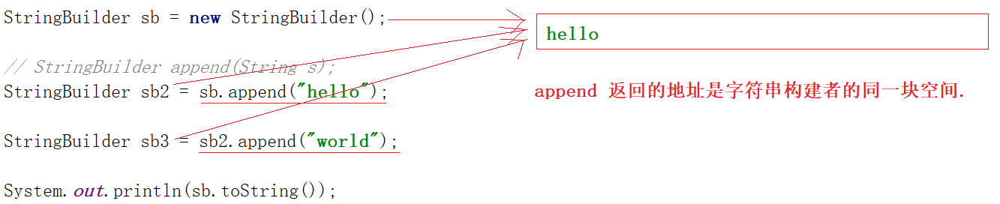 StringBuilder sb = new StringBuilder();
hello
// StringBuilder append(String s);
StringBuilder sb2 = sb.append("hello");
append 返回的地址是字符串构建者的同一块空间.
StringBuilder sb3 = sb2.append("world");
System.out.println(sb.toString());